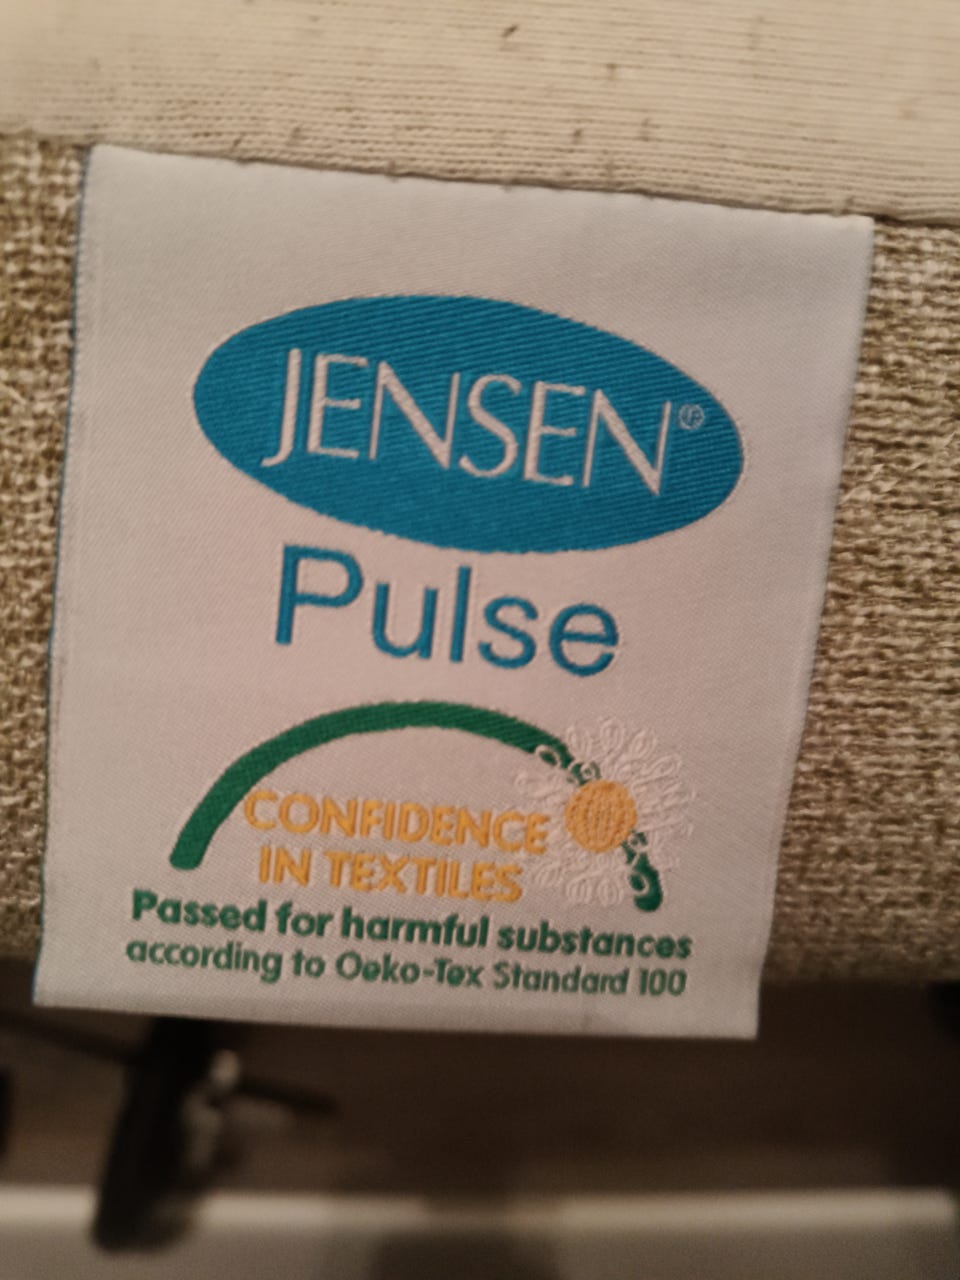 JENSEN®
Pulse
CONFIDENCE
IN TEXTILES
Passed for harmful substances
according to Oeko-Tex Standard 100